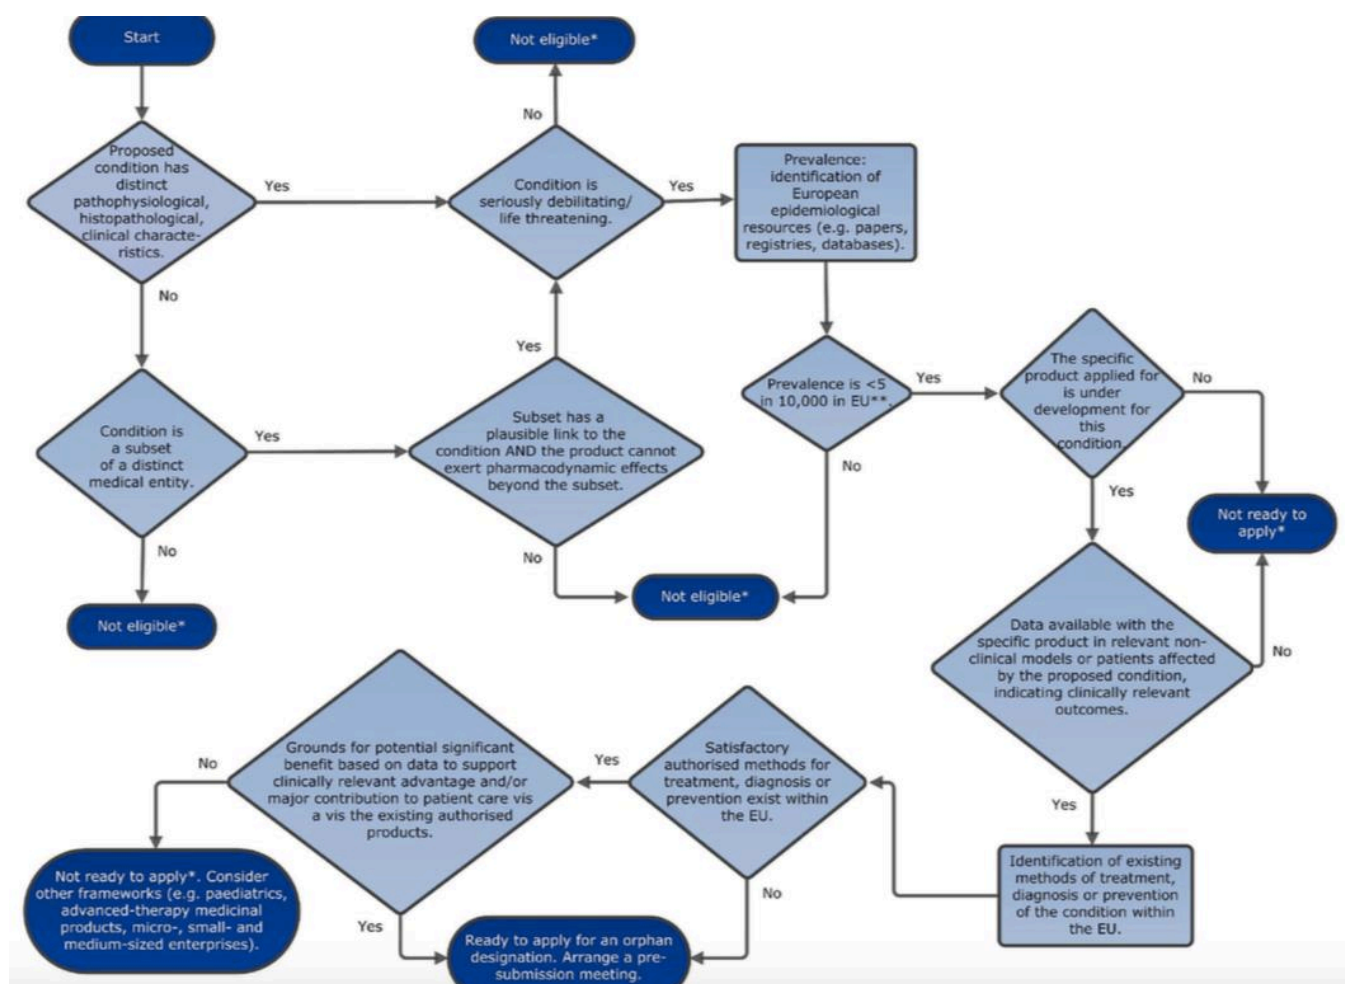 Start
Not eligible*
No
Proposed
condition has
distinct
pathophysiological,
histopathological,
clinical characte-
ristics.
Yes
Condition is
seriously debilitating/
life threatening.
Yes
Prevalence:
identification of
European
epidemiological
resources (e.g. papers,
registries, databases).
No
Yes
Condition is
a subset
of a distinct
medical entity.
Yes
Subset has a
plausible link to the
condition AND the product cannot
exert pharmacodynamic effects
beyond the subset.
Prevalence is <5
in 10,000 in EU**.
Yes
The specific
product applied for
is under
development for
this
condition.
No
No
Yes
Not ready to
apply*
No
No
Not eligible*
Not eligible*
Data available with the
specific product in relevant non-
clinical models or patients affected
by the proposed condition,
indicating clinically relevant
outcomes.
No
Grounds for potential significant
benefit based on data to support
clinically relevant advantage and/or
major contribution to patient care vis
a vis the existing authorised
products.
Yes
Satisfactory
authorised methods for
treatment, diagnosis or
prevention exist within
the EU.
No
Yes
Identification of existing
methods of treatment,
diagnosis or prevention
of the condition within
the EU.
Not ready to apply*. Consider
other frameworks (e.g. paediatrics,
advanced-therapy medicinal
products, micro-, small- and
medium-sized enterprises).
Yes
No
Ready to apply for an orphan
designation. Arrange a pre-
submission meeting.